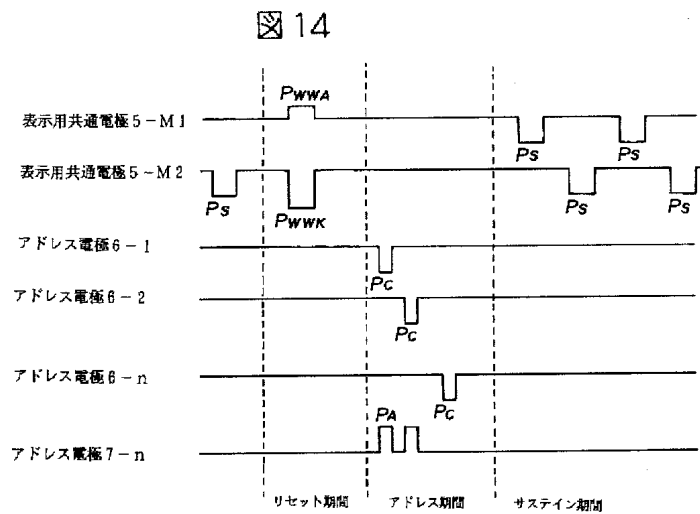 図14
PWWA
表示用共通電極5-M1
PS PS
表示用共通電極5-M2
PS PWWK PS PS
アドレス電極6-1
PC
アドレス電極6-2
PC
アドレス電極6-n
PC
PA
アドレス電極7-n
リセット期間 アドレス期間 サステイン期間